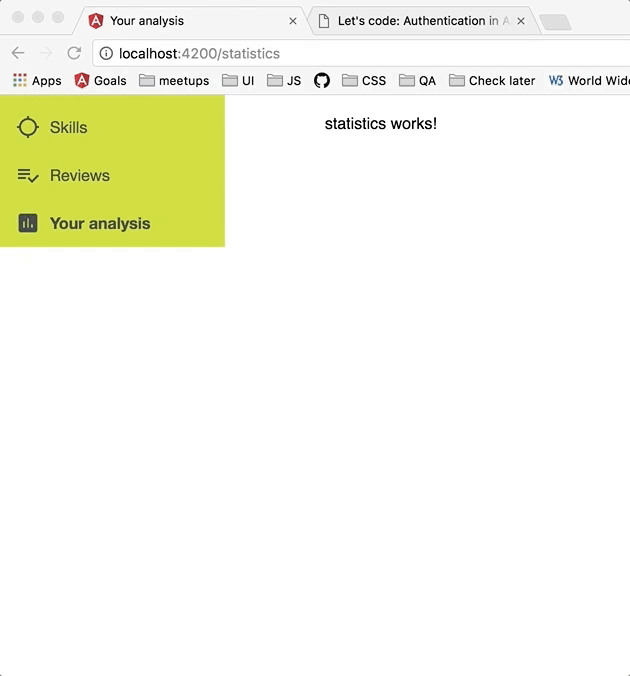 Your analysis
Let's code: Authentication in A
localhost:4200/statistics
Apps Goals meetups UI JS CSS QA Check later W3 World Wide
Skills
statistics works!
Reviews
Your analysis